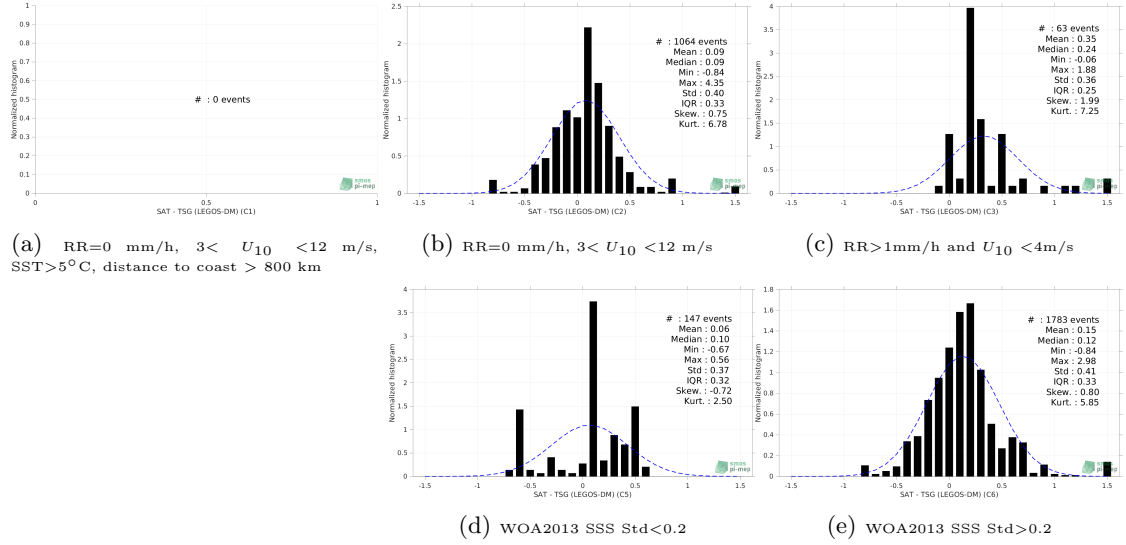 1
0.9
0.8
0.7
0.6
0.5
0.4
0.3
0.2
0.1
0
Normalized histogram
# : 0 events
smos
pi-mep
0 0.5 1
SAT - TSG (LEGOS-DM) (C1)
(a) RR=0 mm/h, 3< U10 <12 m/s,
SST>5°C, distance to coast > 800 km
2.5
2
1.5
1
0.5
0
Normalized histogram
# : 1064 events
Mean : 0.09
Median : 0.09
Min : -0.84
Max : 4.35
Std : 0.40
IQR : 0.33
Skew. : 0.75
Kurt. : 6.78
smos
pi-mep
-1.5 -1 -0.5 0 0.5 1 1.5
SAT - TSG (LEGOS-DM) (C2)
(b) RR=0 mm/h, 3< U10 <12 m/s
4
3.5
3
2.5
2
1.5
1
0.5
0
Normalized histogram
# : 63 events
Mean : 0.35
Median : 0.24
Min : -0.06
Max : 1.88
Std : 0.36
IQR : 0.25
Skew. : 1.99
Kurt. : 7.25
smos
pi-mep
-1.5 -1 -0.5 0 0.5 1 1.5
SAT - TSG (LEGOS-DM) (C3)
(c) RR>1mm/h and U10 <4m/s
4
3.5
3
2.5
2
1.5
1
0.5
0
Normalized histogram
# : 147 events
Mean : 0.06
Median : 0.10
Min : -0.67
Max : 0.56
Std : 0.37
IQR : 0.32
Skew. : -0.72
Kurt. : 2.50
smos
pi-mep
-1.5 -1 -0.5 0 0.5 1 1.5
SAT - TSG (LEGOS-DM) (C5)
(d) WOA2013 SSS Std<0.2
1.8
1.6
1.4
1.2
1
0.8
0.6
0.4
0.2
0
Normalized histogram
# : 1783 events
Mean : 0.15
Median : 0.12
Min : -0.84
Max : 2.98
Std : 0.41
IQR : 0.33
Skew. : 0.80
Kurt. : 5.85
smos
pi-mep
-1.5 -1 -0.5 0 0.5 1 1.5
SAT - TSG (LEGOS-DM) (C6)
(e) WOA2013 SSS Std>0.2